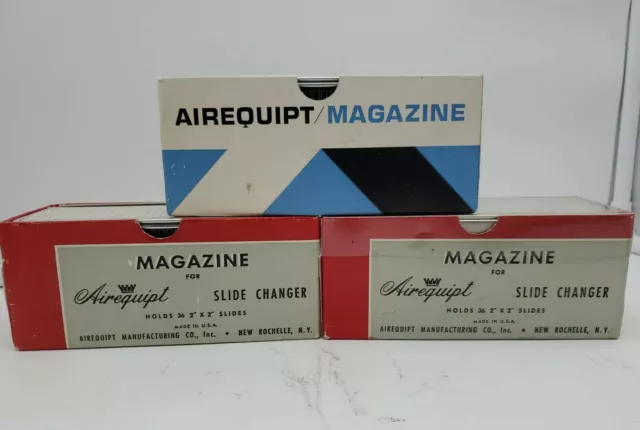 AIREQUIPT/MAGAZINE
MAGAZINE
FOR
Airequipt SLIDE CHANGER
HOLDS 36 2" X 2" SLIDES
MADE IN U.S.A.
AIREQUIPT MANUFACTURING CO., Inc. • NEW ROCHELLE, N.Y.
MAGAZINE
FOR
Airequipt SLIDE CHANGER
HOLDS 36 2" X 2" SLIDES
MADE IN U.S.A.
AIREQUIPT MANUFACTURING CO., Inc. • NEW ROCHELLE, N.Y.